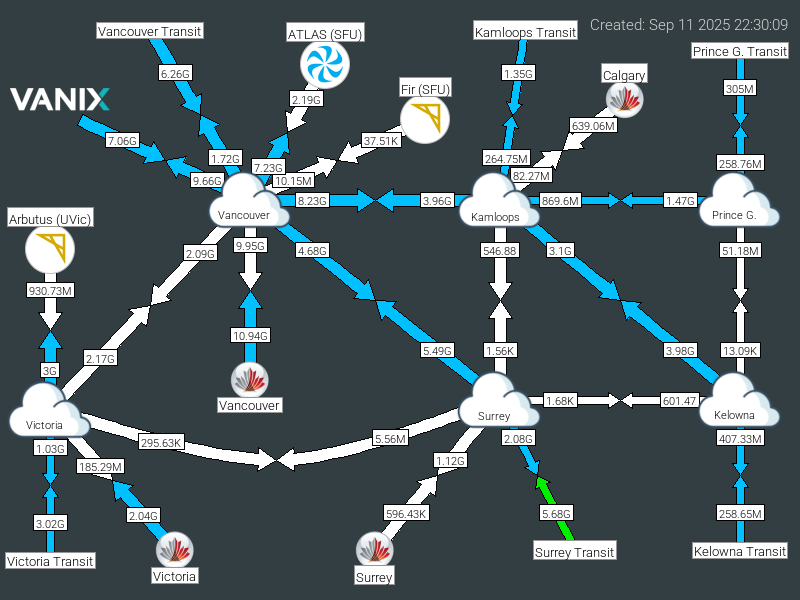 Created: Sep 11 2025 22:30:09
Vancouver Transit
ATLAS (SFU)
Kamloops Transit
Prince G. Transit
6.26G
1.35G
Calgary
305M
Fir (SFU)
VANIX
2.19G
639.06M
7.06G
37.51K
1.72G
264.75M
258.76M
7.23G
9.66G
10.15M
82.27M
8.23G
3.96G
869.6M
1.47G
Vancouver
Kamloops
Prince G.
Arbutus (UVic)
9.95G
2.09G
4.68G
546.88
3.1G
51.18M
930.73M
10.94G
2.17G
5.49G
1.56K
3.98G
13.09K
3G
Vancouver
1.68K
601.47
Victoria
Surrey
Kelowna
295.63K
5.56M
2.08G
407.33M
1.03G
185.29M
1.12G
3.02G
2.04G
596.43K
5.68G
258.65M
Victoria Transit
Victoria
Surrey
Surrey Transit
Kelowna Transit